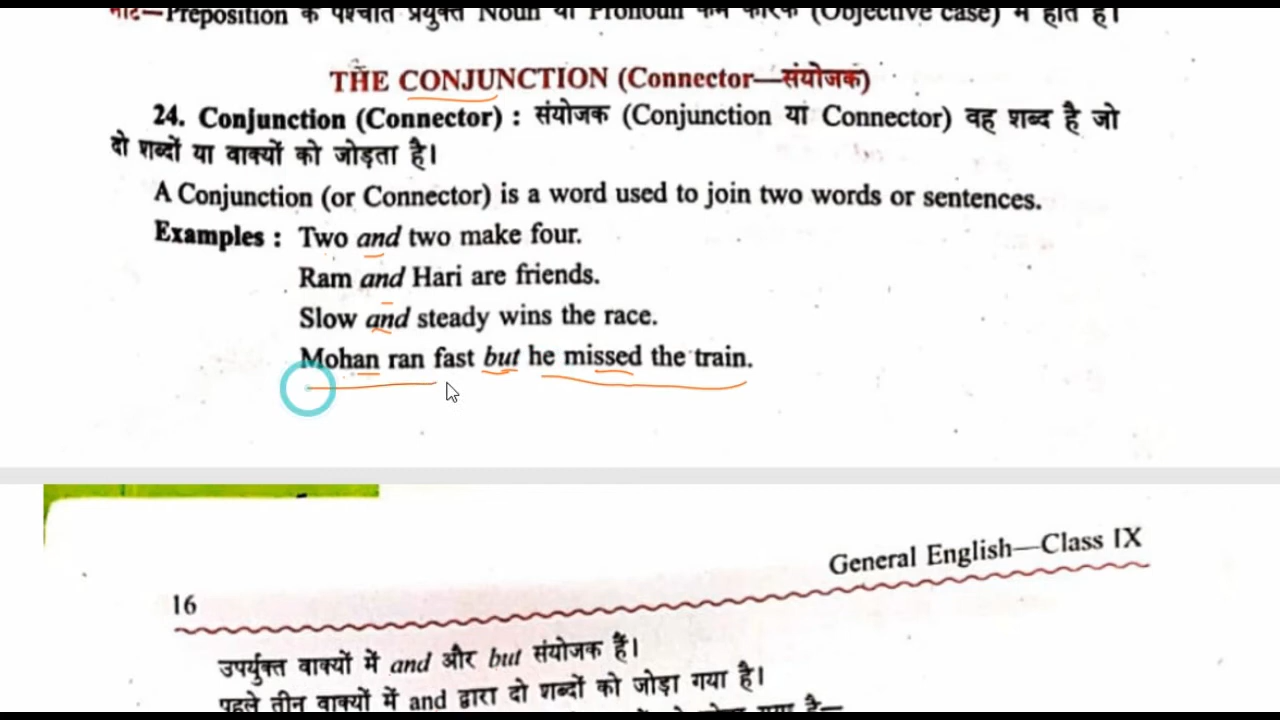 नोट—Preposition के पश्चात प्रयुक्त Noun या Pronoun कर्म कारक (Objective case) में होते हैं।
THE CONJUNCTION (Connector—संयोजक)
24. Conjunction (Connector) : संयोजक (Conjunction या Connector) वह शब्द है जो
दो शब्दों या वाक्यों को जोड़ता है।
A Conjunction (or Connector) is a word used to join two words or sentences.
Examples : Two and two make four.
Ram and Hari are friends.
Slow and steady wins the race.
Mohan ran fast but he missed the train.
General English—Class IX
16
उपर्युक्त वाक्यों में and और but संयोजक हैं।
पहले तीन वाक्यों में and द्वारा दो शब्दों को जोड़ा गया है।
गया है—